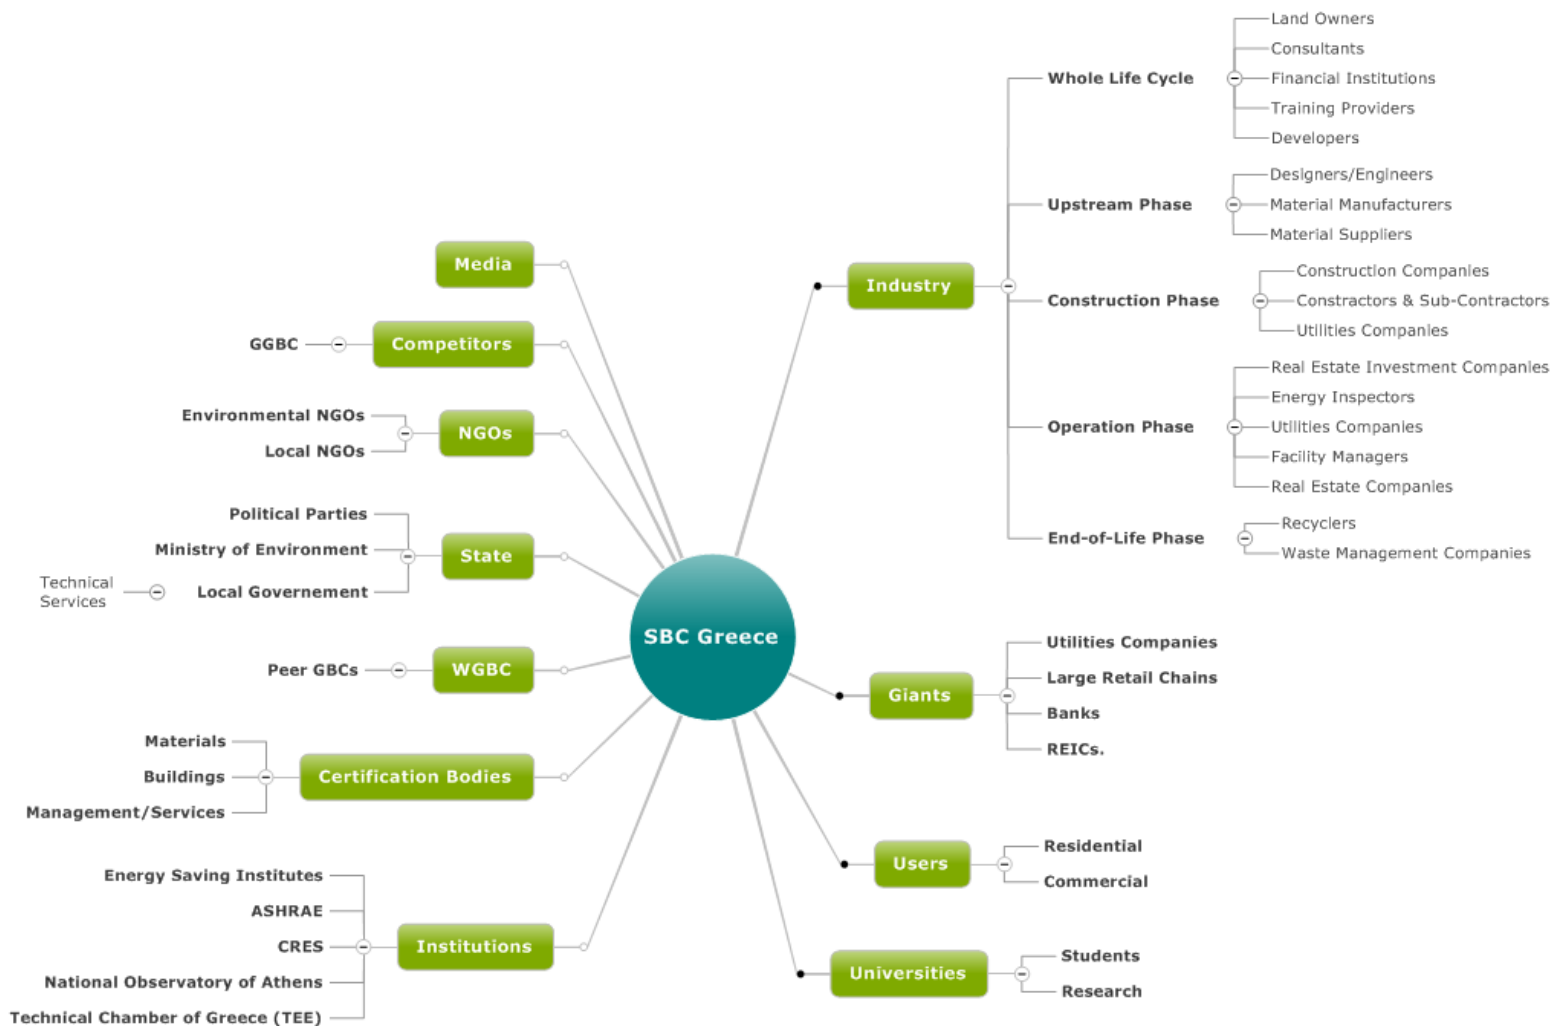 SBC Greece
Media
Competitors
GGBC
NGOs
Environmental NGOs
Local NGOs
State
Political Parties
Ministry of Environment
Local Governement
Technical
Services
WGBC
Peer GBCs
Certification Bodies
Materials
Buildings
Management/Services
Institutions
Energy Saving Institutes
ASHRAE
CRES
National Observatory of Athens
Technical Chamber of Greece (TEE)
Industry
Whole Life Cycle
Land Owners
Consultants
Financial Institutions
Training Providers
Developers
Upstream Phase
Designers/Engineers
Material Manufacturers
Material Suppliers
Construction Phase
Construction Companies
Constractors & Sub-Contractors
Utilities Companies
Operation Phase
Real Estate Investment Companies
Energy Inspectors
Utilities Companies
Facility Managers
Real Estate Companies
End-of-Life Phase
Recyclers
Waste Management Companies
Giants
Utilities Companies
Large Retail Chains
Banks
REICs.
Users
Residential
Commercial
Universities
Students
Research